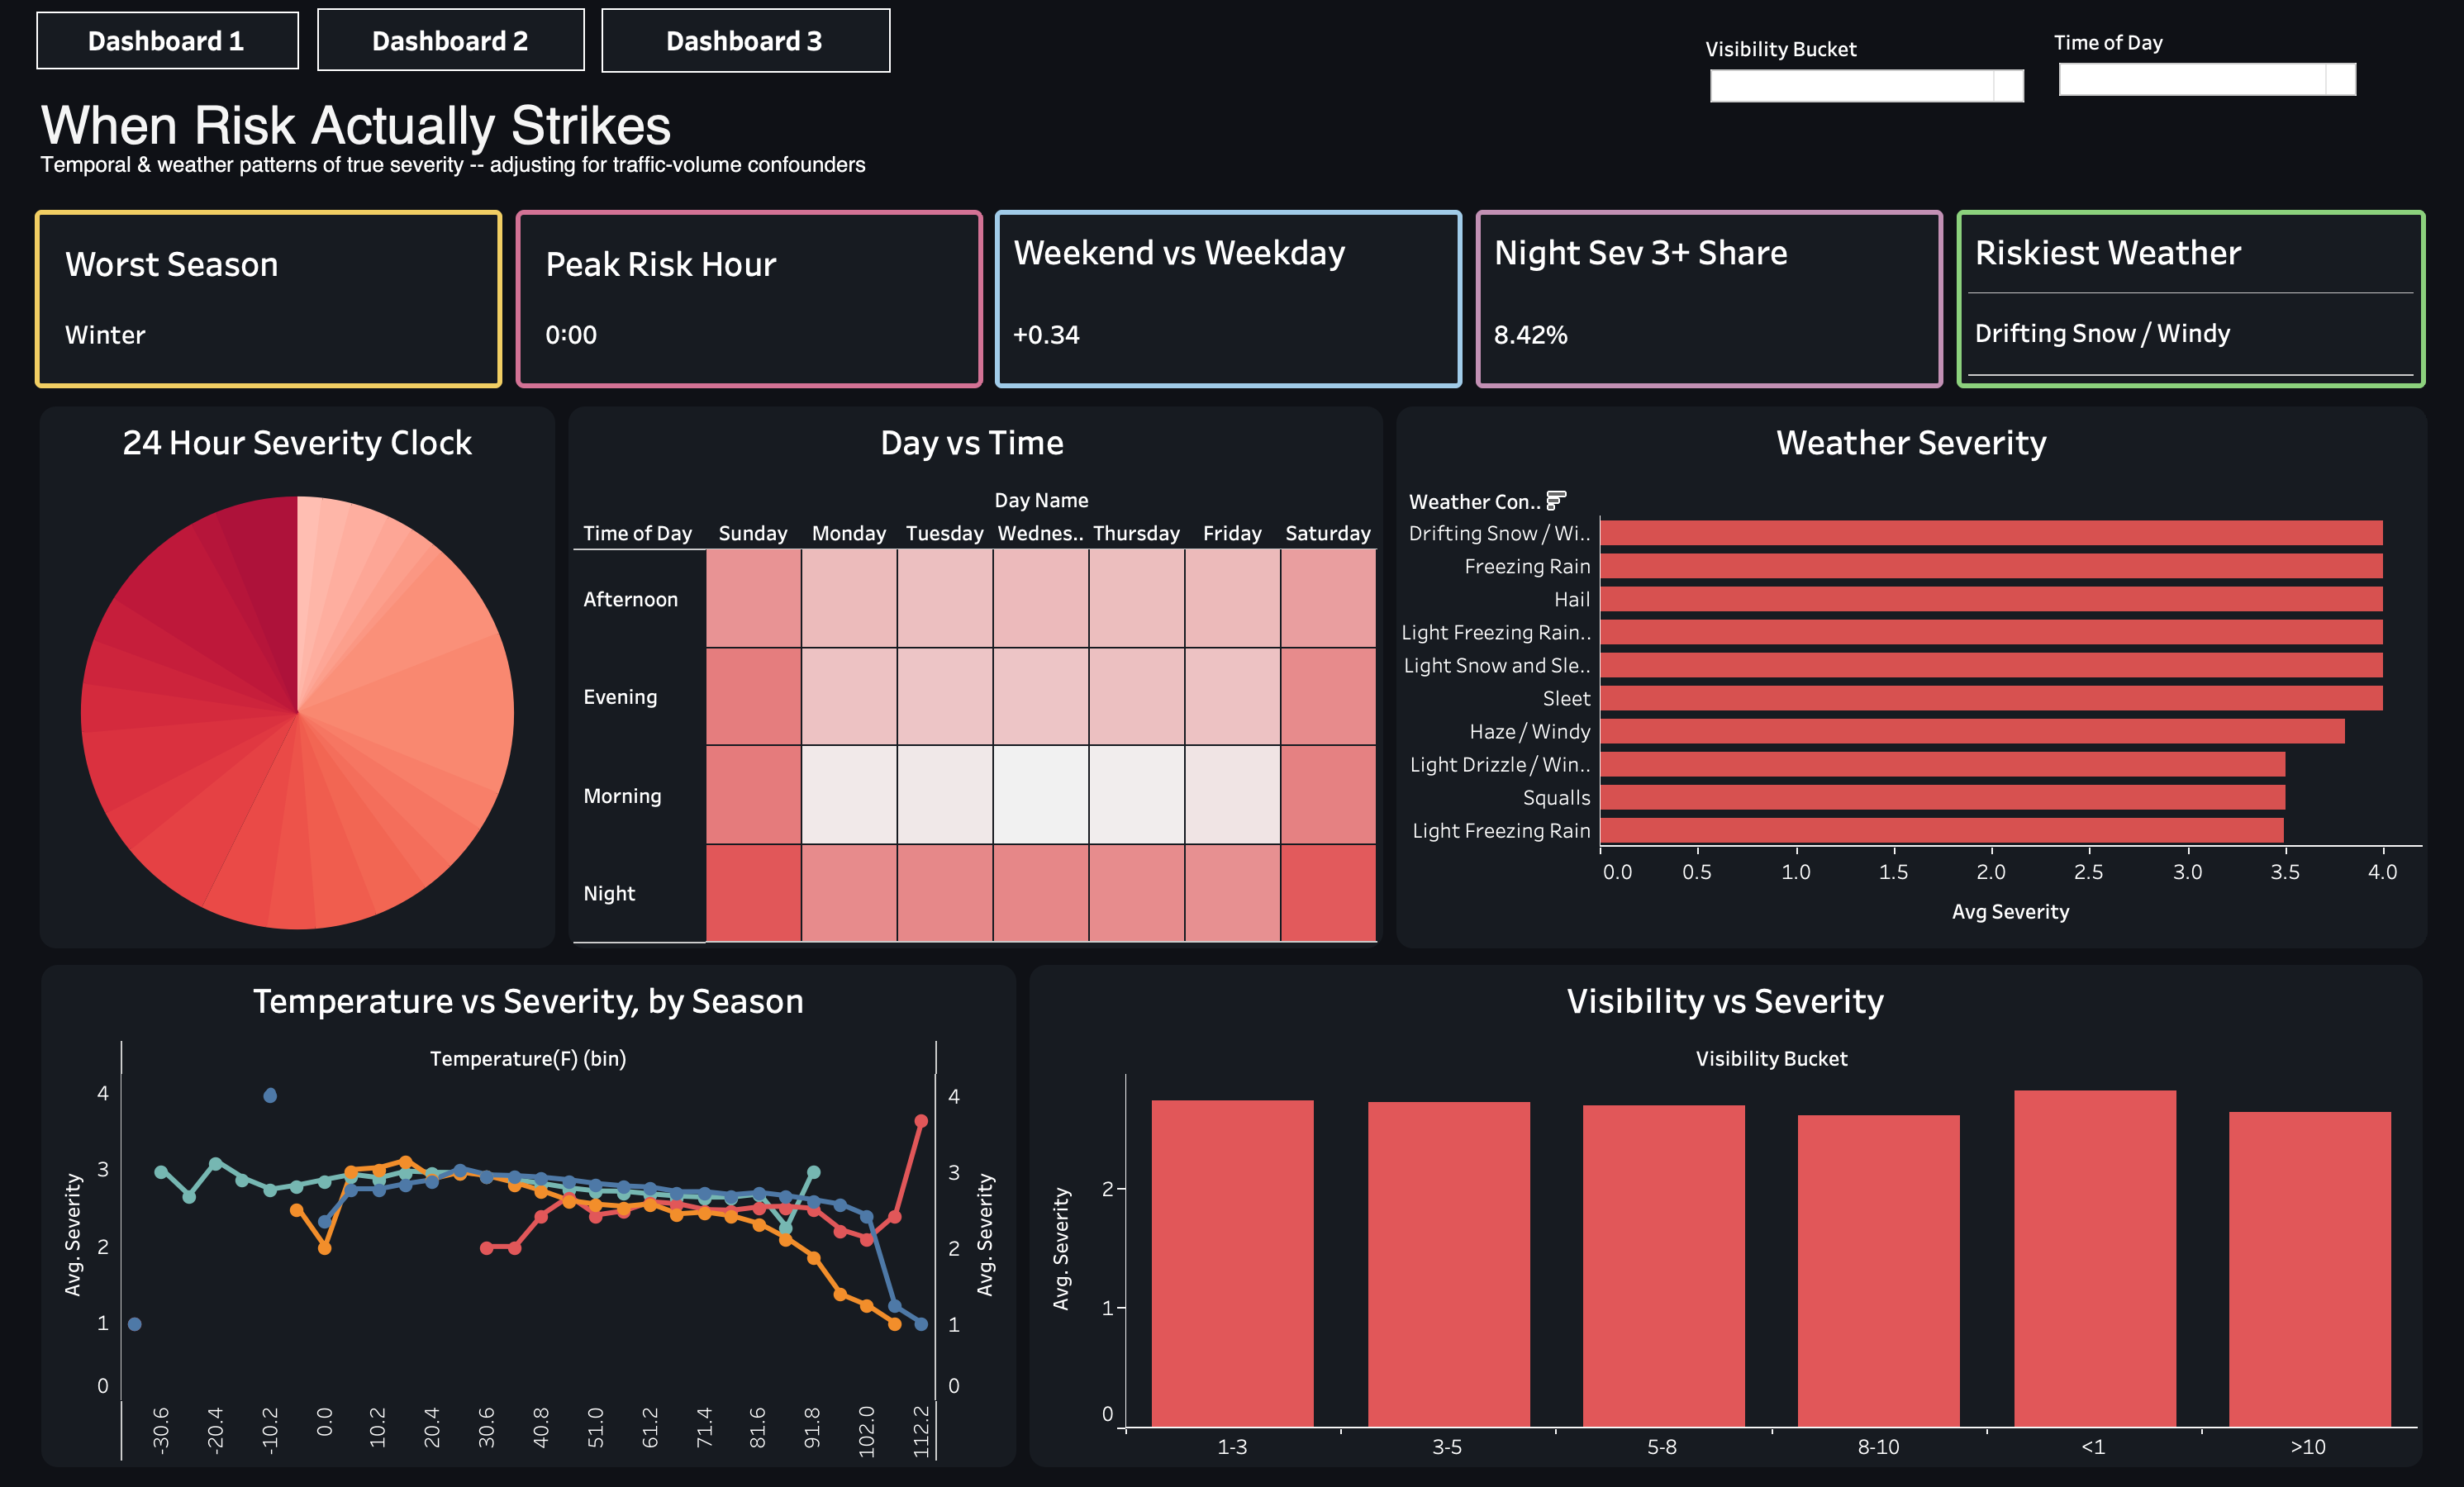 Dashboard 1
Dashboard 2
Dashboard 3
Visibility Bucket
Time of Day
When Risk Actually Strikes
Temporal & weather patterns of true severity -- adjusting for traffic-volume confounders
Worst Season
Winter
Peak Risk Hour
0:00
Weekend vs Weekday
+0.34
Night Sev 3+ Share
8.42%
Riskiest Weather
Drifting Snow / Windy
24 Hour Severity Clock
Day vs Time
Day Name
Time of Day Sunday Monday Tuesday Wednes.. Thursday Friday Saturday
Afternoon
Evening
Morning
Night
Weather Severity
Weather Con..
Drifting Snow / Wi..
Freezing Rain
Hail
Light Freezing Rain..
Light Snow and Sle..
Sleet
Haze / Windy
Light Drizzle / Win..
Squalls
Light Freezing Rain
0.0 0.5 1.0 1.5 2.0 2.5 3.0 3.5 4.0
Avg Severity
Temperature vs Severity, by Season
Temperature(F) (bin)
Avg. Severity
4
3
2
1
0
4
3
2
1
0
Avg. Severity
-30.6 -20.4 -10.2 0.0 10.2 20.4 30.6 40.8 51.0 61.2 71.4 81.6 91.8 102.0 112.2
Visibility vs Severity
Visibility Bucket
Avg. Severity
2
1
0
1-3 3-5 5-8 8-10 <1 >10